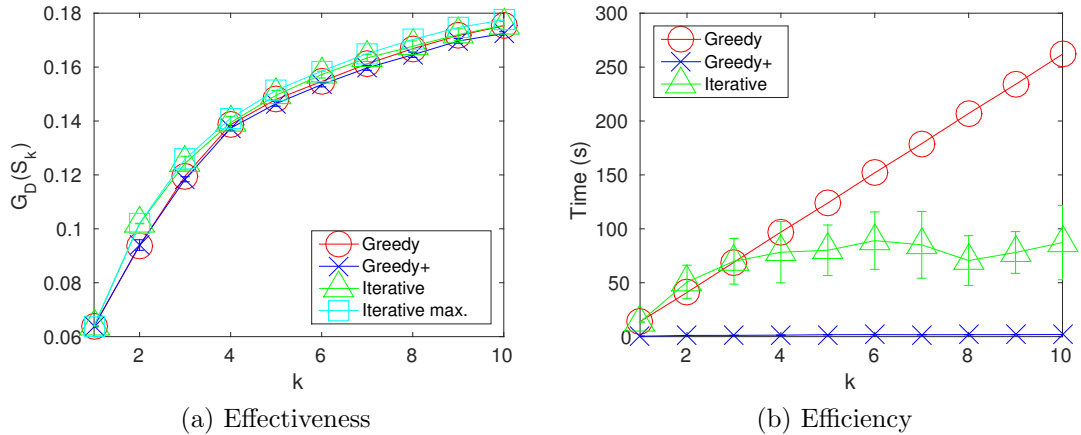 0.18
0.16
0.14
0.12
0.1
0.08
0.06
G_D(S_k)
2
4
6
8
10
k
Greedy
Greedy+
Iterative
Iterative max.
(a) Effectiveness
300
250
200
150
100
50
0
Time (s)
2
4
6
8
10
k
Greedy
Greedy+
Iterative
(b) Efficiency